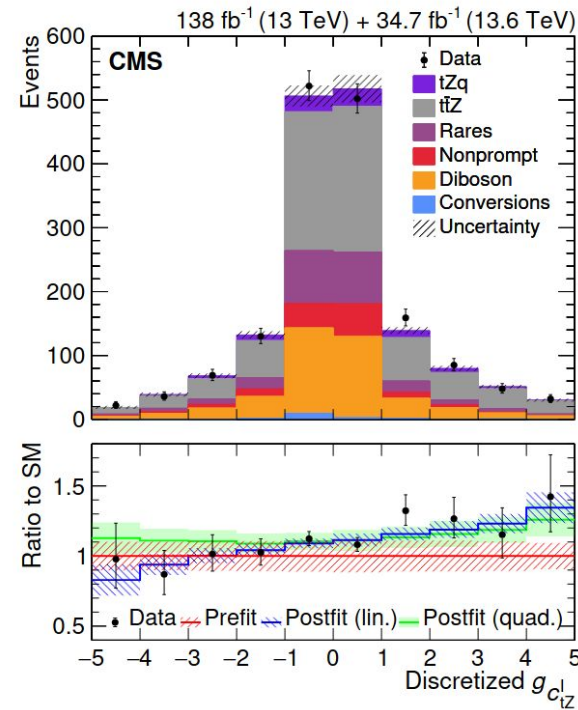 138 fb⁻¹ (13 TeV) + 34.7 fb⁻¹ (13.6 TeV)
CMS
Events
600
500
400
300
200
100
0
Data
tZq
tt̄Z
Rares
Nonprompt
Diboson
Conversions
Uncertainty
Ratio to SM
1.5
1
0.5
Data Prefit Postfit (lin.) Postfit (quad.)
−5 −4 −3 −2 −1 0 1 2 3 4 5
Discretized g_{c_{tZ}^{I}}